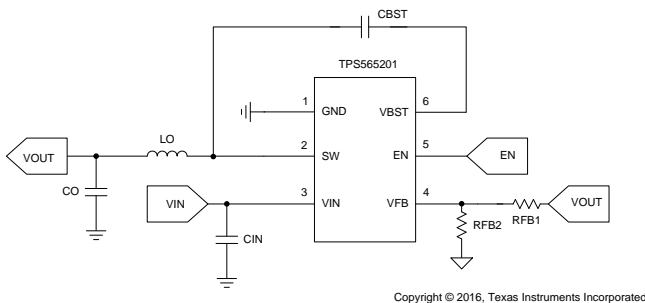 CBST
TPS565201
1 GND VBST 6
LO
VOUT 2 SW EN 5 EN
CO
VIN 3 VIN VFB 4 VOUT
RFB1
RFB2
CIN
Copyright © 2016, Texas Instruments Incorporated